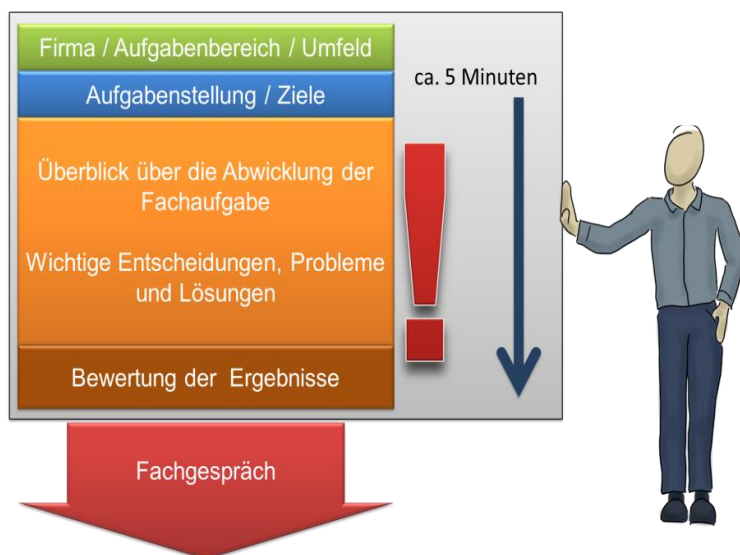 Firma / Aufgabenbereich / Umfeld
Aufgabenstellung / Ziele
ca. 5 Minuten
Überblick über die Abwicklung der
Fachaufgabe
Wichtige Entscheidungen, Probleme
und Lösungen
Bewertung der Ergebnisse
Fachgespräch